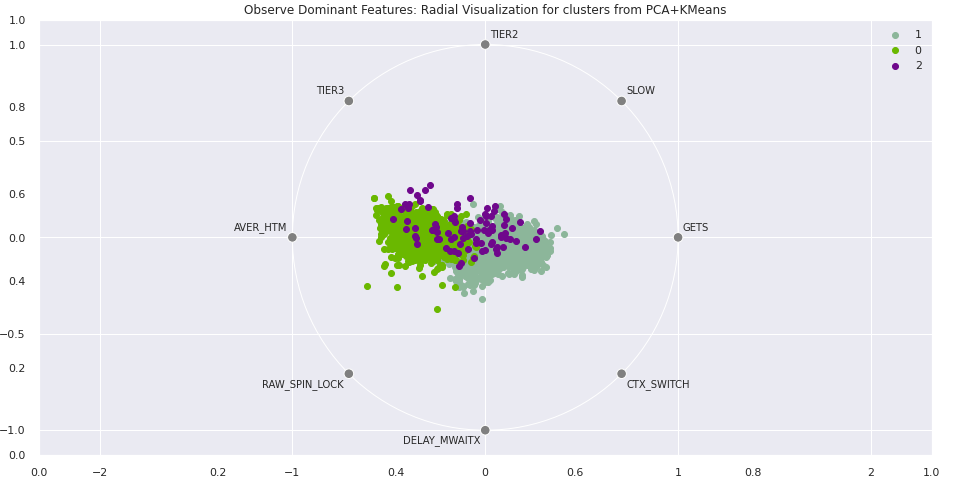 Observe Dominant Features: Radial Visualization for clusters from PCA+KMeans
1.0
1.0
0.8
0.5
0.6
0.0
0.4
−0.5
0.2
−1.0
0.0
TIER2
TIER3
SLOW
AVER_HTM
GETS
RAW_SPIN_LOCK
CTX_SWITCH
DELAY_MWAITX
1
0
2
0.0 −2 0.2 −1 0.4 0 0.6 1 0.8 2 1.0